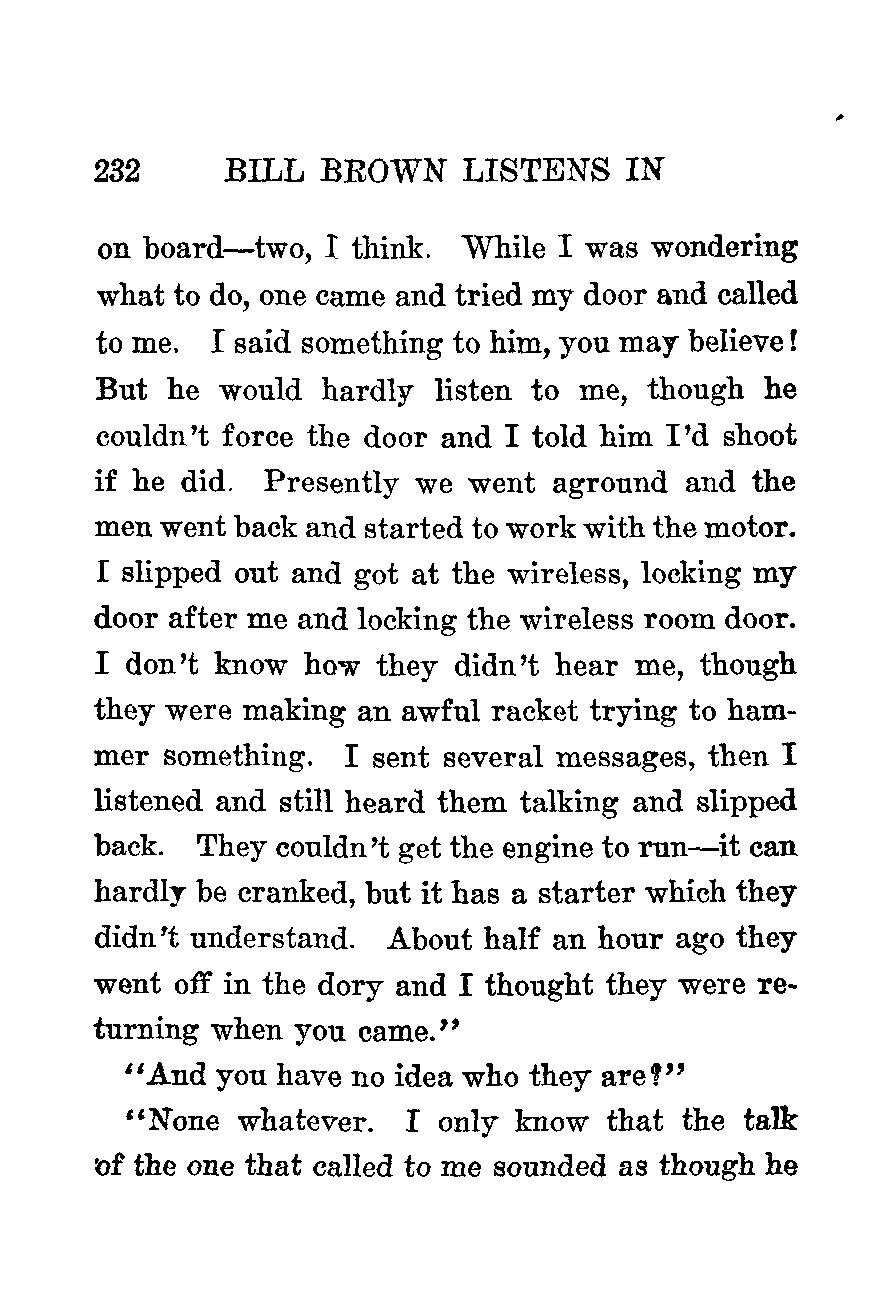 232 BILL BROWN LISTENS IN
on board—two, I think. While I was wondering
what to do, one came and tried my door and called
to me. I said something to him, you may believe!
But he would hardly listen to me, though he
couldn't force the door and I told him I'd shoot
if he did. Presently we went aground and the
men went back and started to work with the motor.
I slipped out and got at the wireless, locking my
door after me and locking the wireless room door.
I don't know how they didn't hear me, though
they were making an awful racket trying to ham-
mer something. I sent several messages, then I
listened and still heard them talking and slipped
back. They couldn't get the engine to run—it can
hardly be cranked, but it has a starter which they
didn't understand. About half an hour ago they
went off in the dory and I thought they were re-
turning when you came."
"And you have no idea who they are?"
"None whatever. I only know that the talk
of the one that called to me sounded as though he